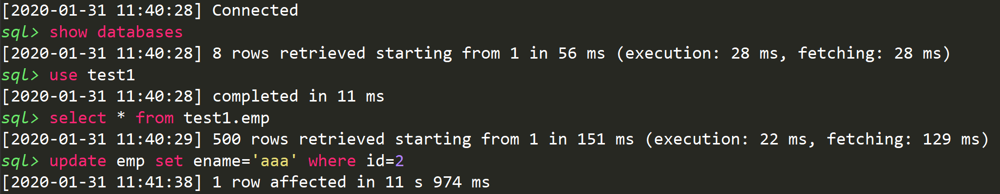 [2020-01-31 11:40:28] Connected
sql> show databases
[2020-01-31 11:40:28] 8 rows retrieved starting from 1 in 56 ms (execution: 28 ms, fetching: 28 ms)
sql> use test1
[2020-01-31 11:40:28] completed in 11 ms
sql> select * from test1.emp
[2020-01-31 11:40:29] 500 rows retrieved starting from 1 in 151 ms (execution: 22 ms, fetching: 129 ms)
sql> update emp set ename='aaa' where id=2
[2020-01-31 11:41:38] 1 row affected in 11 s 974 ms